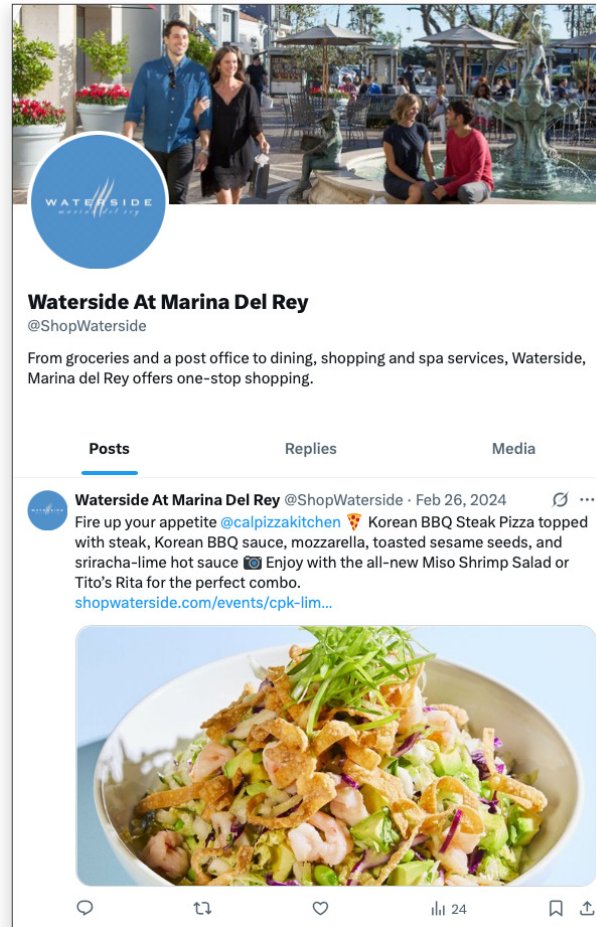 WATERSIDE
marina del rey
Waterside At Marina Del Rey
@ShopWaterside
From groceries and a post office to dining, shopping and spa services, Waterside,
Marina del Rey offers one-stop shopping.
Posts Replies Media
Waterside At Marina Del Rey @ShopWaterside · Feb 26, 2024
Fire up your appetite @calpizzakitchen 🍕 Korean BBQ Steak Pizza topped
with steak, Korean BBQ sauce, mozzarella, toasted sesame seeds, and
sriracha-lime hot sauce 📷 Enjoy with the all-new Miso Shrimp Salad or
Tito's Rita for the perfect combo.
shopwaterside.com/events/cpk-lim...
24